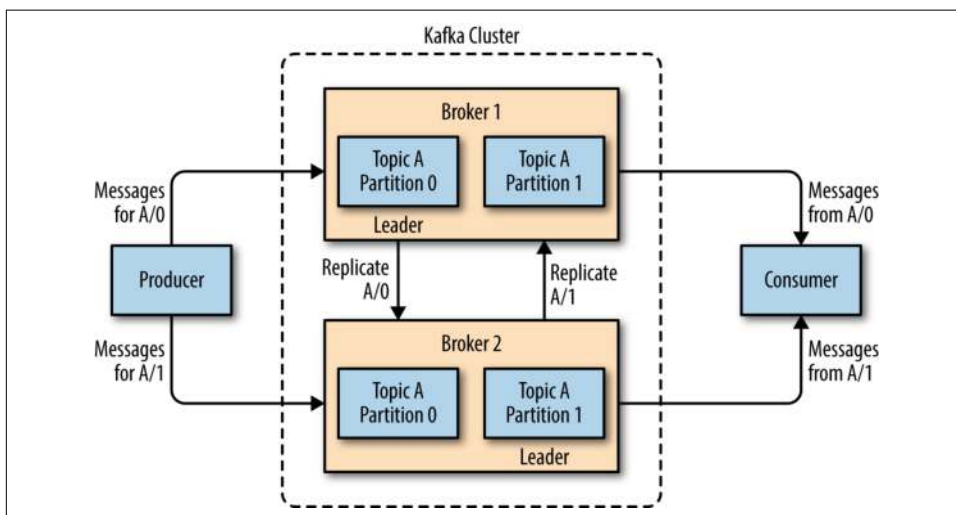 Kafka Cluster
Broker 1
Topic A
Partition 0
Topic A
Partition 1
Leader
Messages
for A/0
Messages
from A/0
Producer
Replicate
A/0
Replicate
A/1
Consumer
Messages
for A/1
Messages
from A/1
Broker 2
Topic A
Partition 0
Topic A
Partition 1
Leader